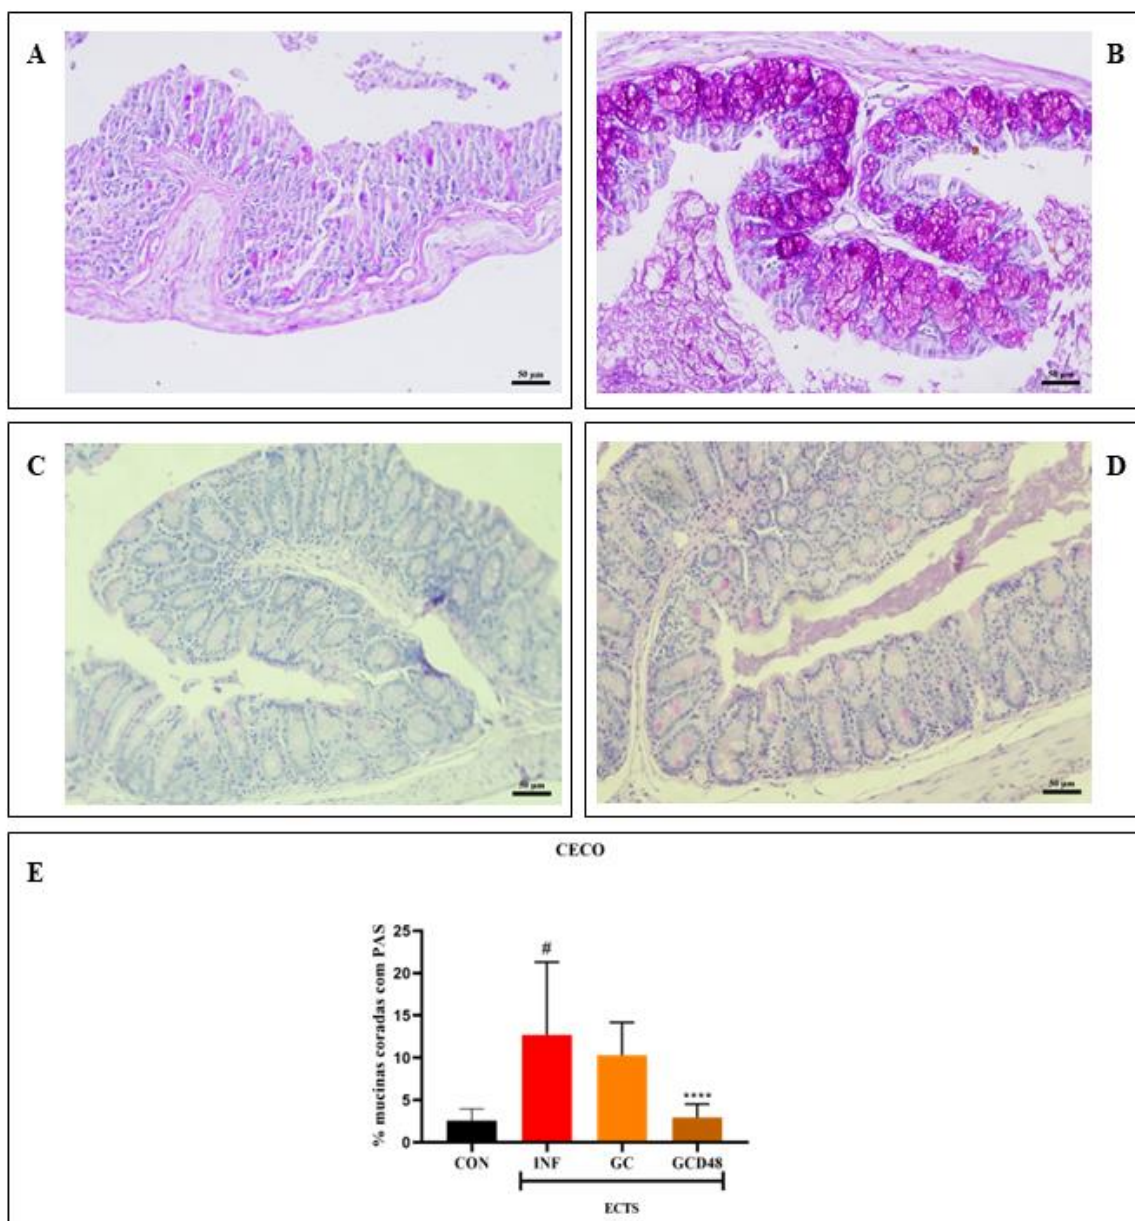 A
50 µm
B
50 µm
C
50 µm
D
50 µm
E
CECO
% mucinas coradas com PAS
25
20
15
10
5
0
#
****
CON INF GC GCD48
ECTS